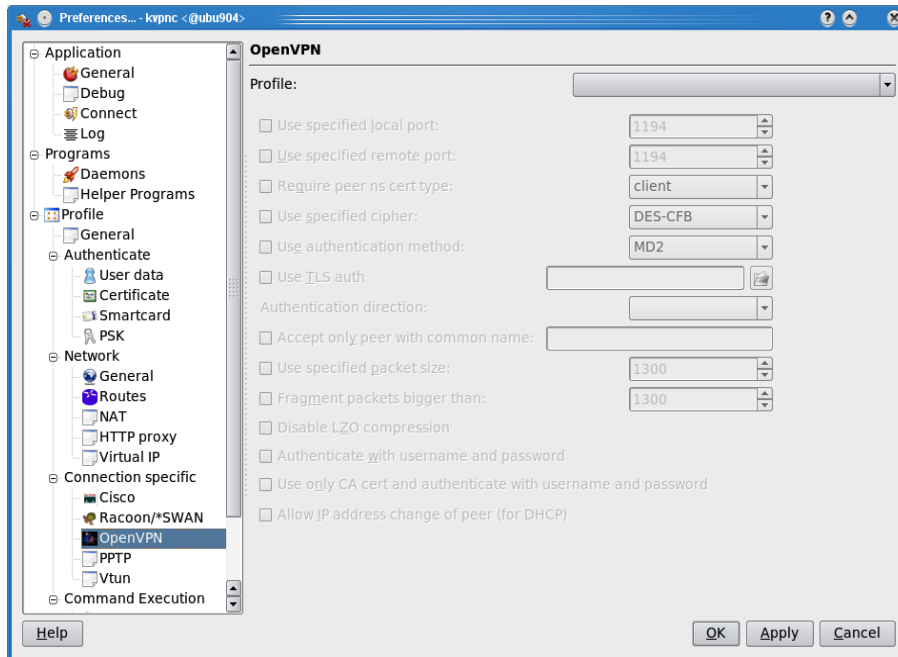 Preferences... - kvpnc <@ubu904>
Application
General
Debug
Connect
Log
Programs
Daemons
Helper Programs
Profile
General
Authenticate
User data
Certificate
Smartcard
PSK
Network
General
Routes
NAT
HTTP proxy
Virtual IP
Connection specific
Cisco
Racoon/*SWAN
OpenVPN
PPTP
Vtun
Command Execution
OpenVPN
Profile:
Use specified local port: 1194
Use specified remote port: 1194
Require peer ns cert type: client
Use specified cipher: DES-CFB
Use authentication method: MD2
Use TLS auth
Authentication direction:
Accept only peer with common name:
Use specified packet size: 1300
Fragment packets bigger than: 1300
Disable LZO compression
Authenticate with username and password
Use only CA cert and authenticate with username and password
Allow IP address change of peer (for DHCP)
Help
OK
Apply
Cancel